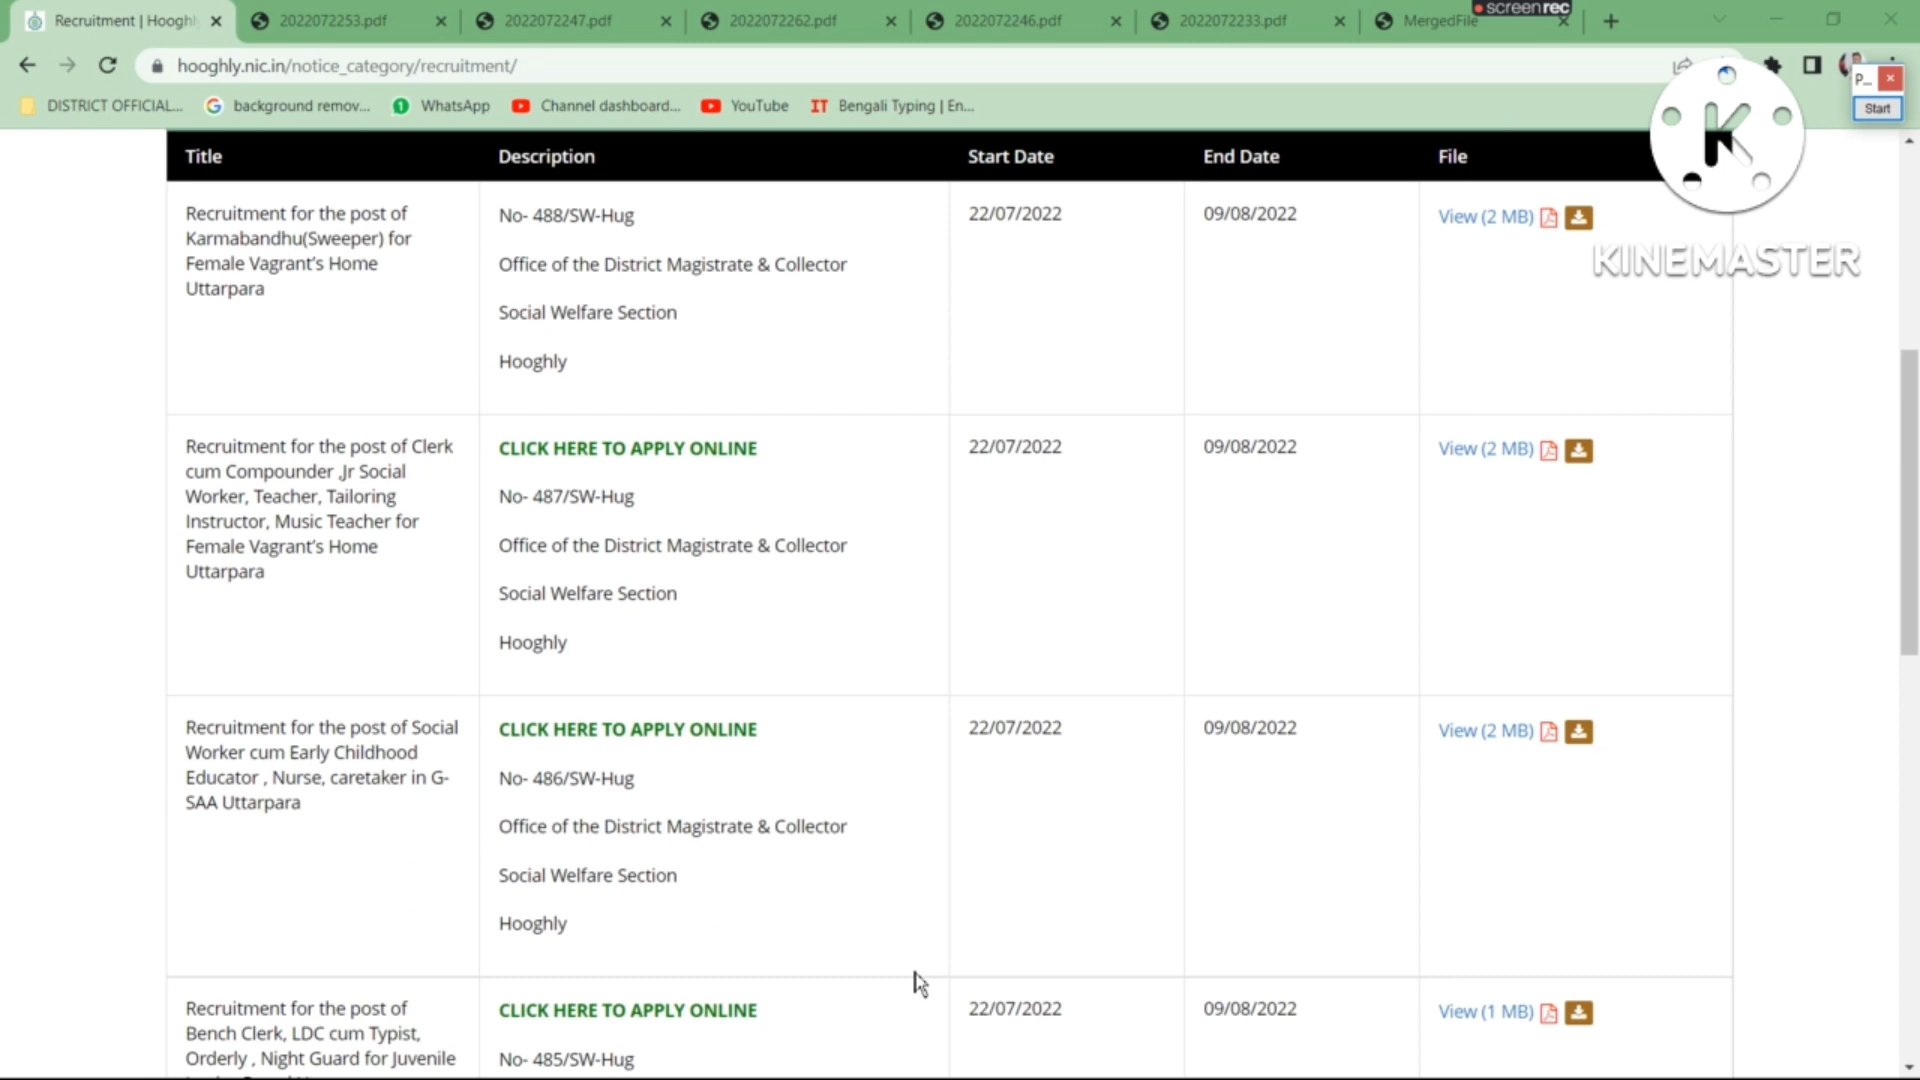 Recruitment | Hooghly
2022072253.pdf
2022072247.pdf
2022072262.pdf
2022072246.pdf
2022072233.pdf
MergedFile
screenrec
hooghly.nic.in/notice_category/recruitment/
P...
Start
DISTRICT OFFICIAL...
background remov...
WhatsApp
Channel dashboard...
YouTube
IT Bengali Typing | En...
K
KINEMASTER
Title
Description
Start Date
End Date
File
Recruitment for the post of
Karmabandhu(Sweeper) for
Female Vagrant's Home
Uttarpara
No- 488/SW-Hug
Office of the District Magistrate & Collector
Social Welfare Section
Hooghly
22/07/2022
09/08/2022
View (2 MB)
Recruitment for the post of Clerk
cum Compounder ,Jr Social
Worker, Teacher, Tailoring
Instructor, Music Teacher for
Female Vagrant's Home
Uttarpara
CLICK HERE TO APPLY ONLINE
No- 487/SW-Hug
Office of the District Magistrate & Collector
Social Welfare Section
Hooghly
22/07/2022
09/08/2022
View (2 MB)
Recruitment for the post of Social
Worker cum Early Childhood
Educator , Nurse, caretaker in G-
SAA Uttarpara
CLICK HERE TO APPLY ONLINE
No- 486/SW-Hug
Office of the District Magistrate & Collector
Social Welfare Section
Hooghly
22/07/2022
09/08/2022
View (2 MB)
Recruitment for the post of
Bench Clerk, LDC cum Typist,
Orderly , Night Guard for Juvenile
CLICK HERE TO APPLY ONLINE
No- 485/SW-Hug
22/07/2022
09/08/2022
View (1 MB)